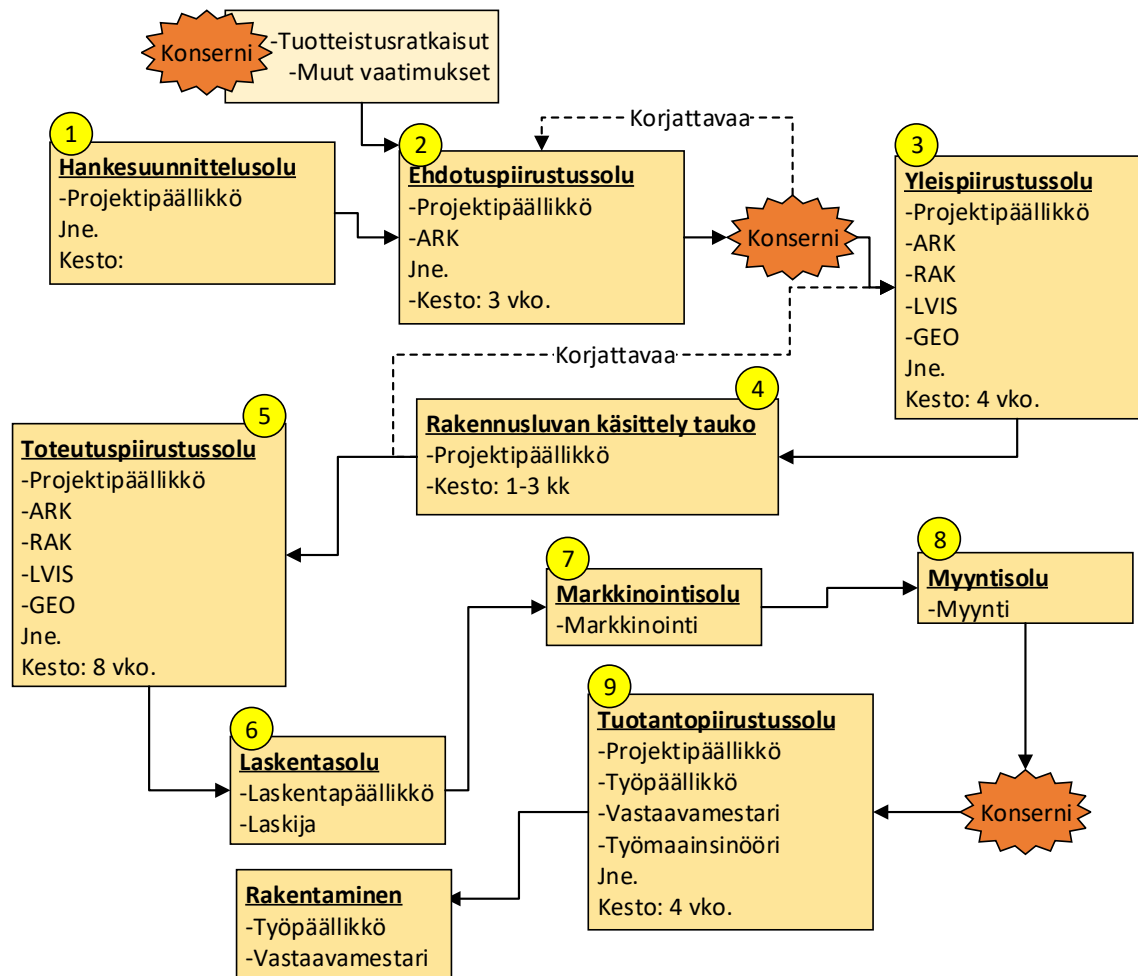 Konserni
-Tuotteistusratkaisut
-Muut vaatimukset
1
Hankesuunnittelusolu
-Projektipäällikkö
Jne.
Kesto:
2
Ehdotuspiirustussolu
-Projektipäällikkö
-ARK
Jne.
-Kesto: 3 vko.
Korjattavaa
Konserni
3
Yleispiirustussolu
-Projektipäällikkö
-ARK
-RAK
-LVIS
-GEO
Jne.
Kesto: 4 vko.
Korjattavaa
4
Rakennusluvan käsittely tauko
-Projektipäällikkö
-Kesto: 1-3 kk
5
Toteutuspiirustussolu
-Projektipäällikkö
-ARK
-RAK
-LVIS
-GEO
Jne.
Kesto: 8 vko.
6
Laskentasolu
-Laskentapäällikkö
-Laskija
7
Markkinointisolu
-Markkinointi
8
Myyntisolu
-Myynti
Konserni
9
Tuotantopiirustussolu
-Projektipäällikkö
-Työpäällikkö
-Vastaavamestari
-Työmaainsinööri
Jne.
Kesto: 4 vko.
Rakentaminen
-Työpäällikkö
-Vastaavamestari